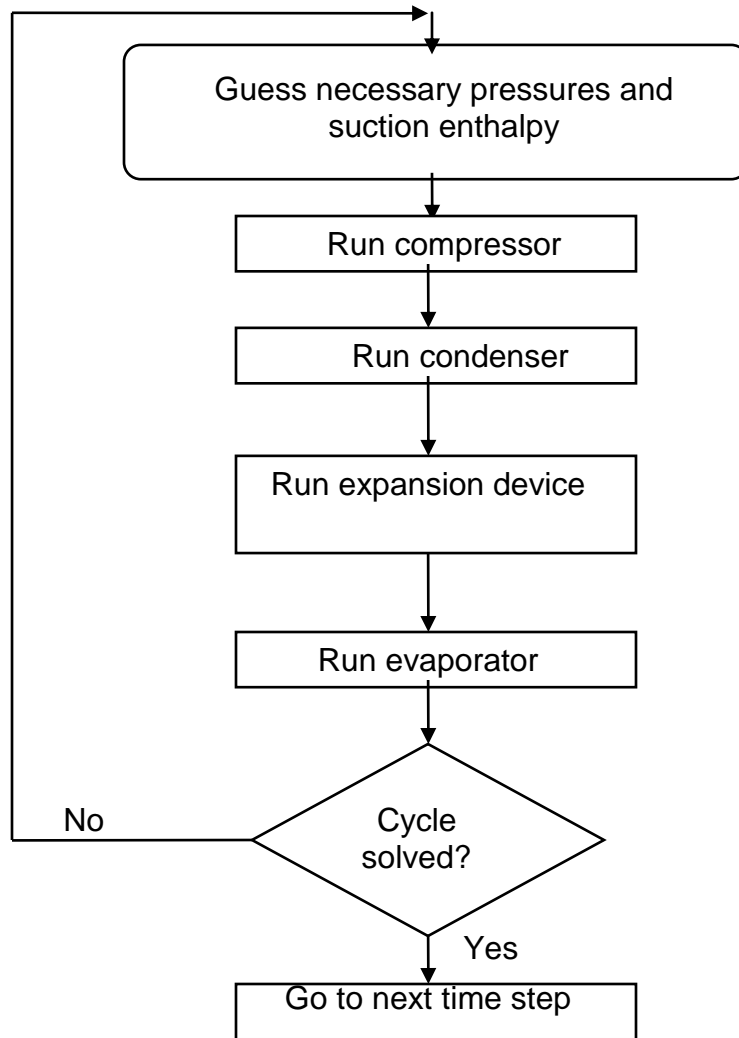 Guess necessary pressures and
suction enthalpy
Run compressor
Run condenser
Run expansion device
Run evaporator
No
Cycle
solved?
Yes
Go to next time step